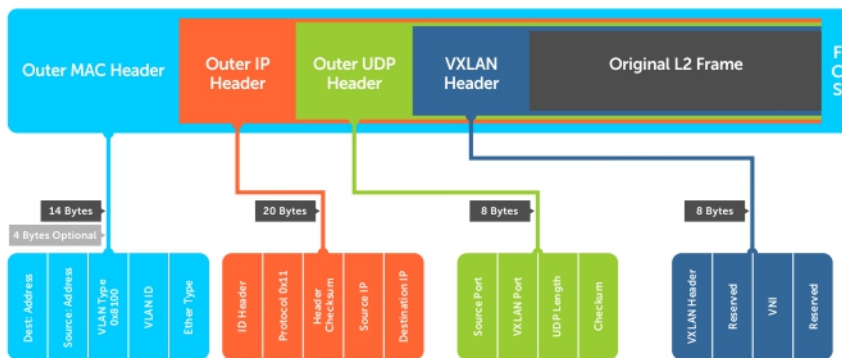 Outer MAC Header
Outer IP
Header
Outer UDP
Header
VXLAN
Header
Original L2 Frame
F
C
S
14 Bytes
4 Bytes Optional
20 Bytes
8 Bytes
8 Bytes
Dest: Address
Source: Address
VLAN Type
0x8100
VLAN ID
Ether Type
ID Header
Protocol 0x11
Header
Checksum
Source IP
Destination IP
Source Port
VXLAN Port
UDP Length
Checkum
VXLAN Header
Reserved
VNI
Reserved